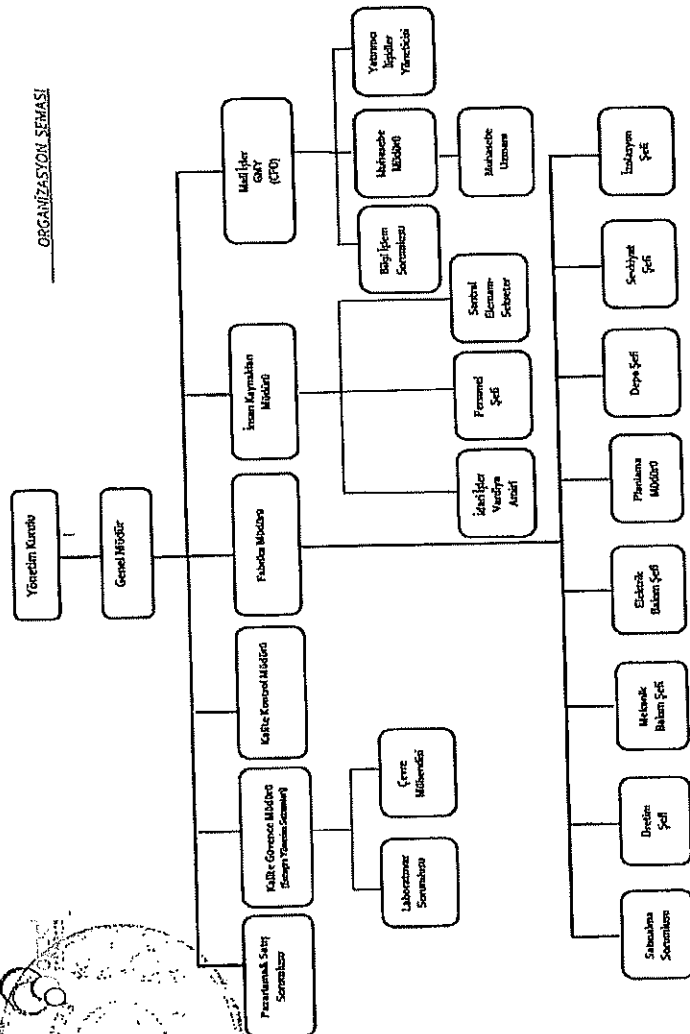 ORGANİZASYON ŞEMASI
Yönetim Kurulu
Genel Müdür
Pazarlama& Satış
Sorumlusu
Kalite Güvence Müdürü
(Entegre Yönetim Sistemleri)
Kalite Kontrol Müdürü
Fabrika Müdürü
İnsan Kaynakları
Müdürü
Mali İşler
GMY
(CFO)
Laboratuvar
Sorumlusu
Çevre
Mühendisi
İdari İşler
Vardiya
Amiri
Personel
Şefi
Santral
Elemanı-
Sekreter
Bilgi İşlem
Sorumlusu
Muhasebe
Müdürü
Yatırımcı
İlişkiler
Yöneticisi
Muhasebe
Uzmanı
Satınalma
Sorumlusu
Üretim
Şefi
Mekanik
Bakım Şefi
Elektrik
Bakım Şefi
Planlama
Müdürü
Depo Şefi
Sevkiyat
Şefi
İzolasyon
Şefi